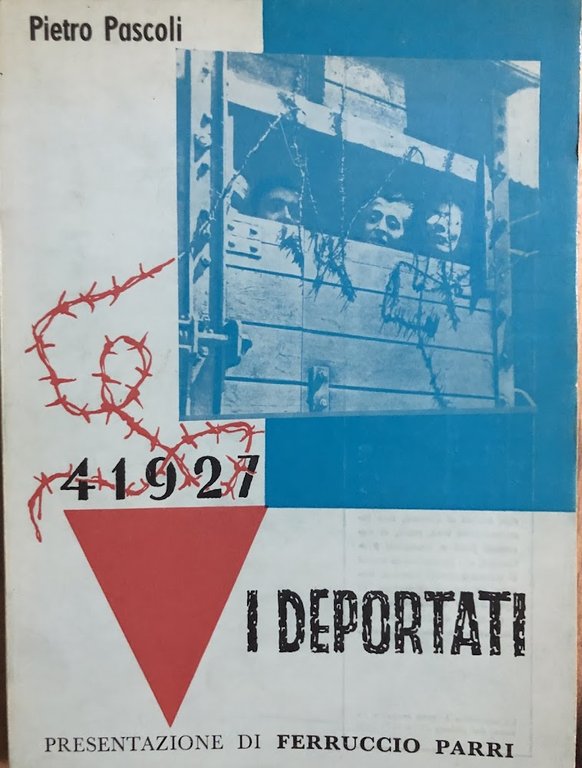 Pietro Pascoli
41927
I DEPORTATI
PRESENTAZIONE DI FERRUCCIO PARRI